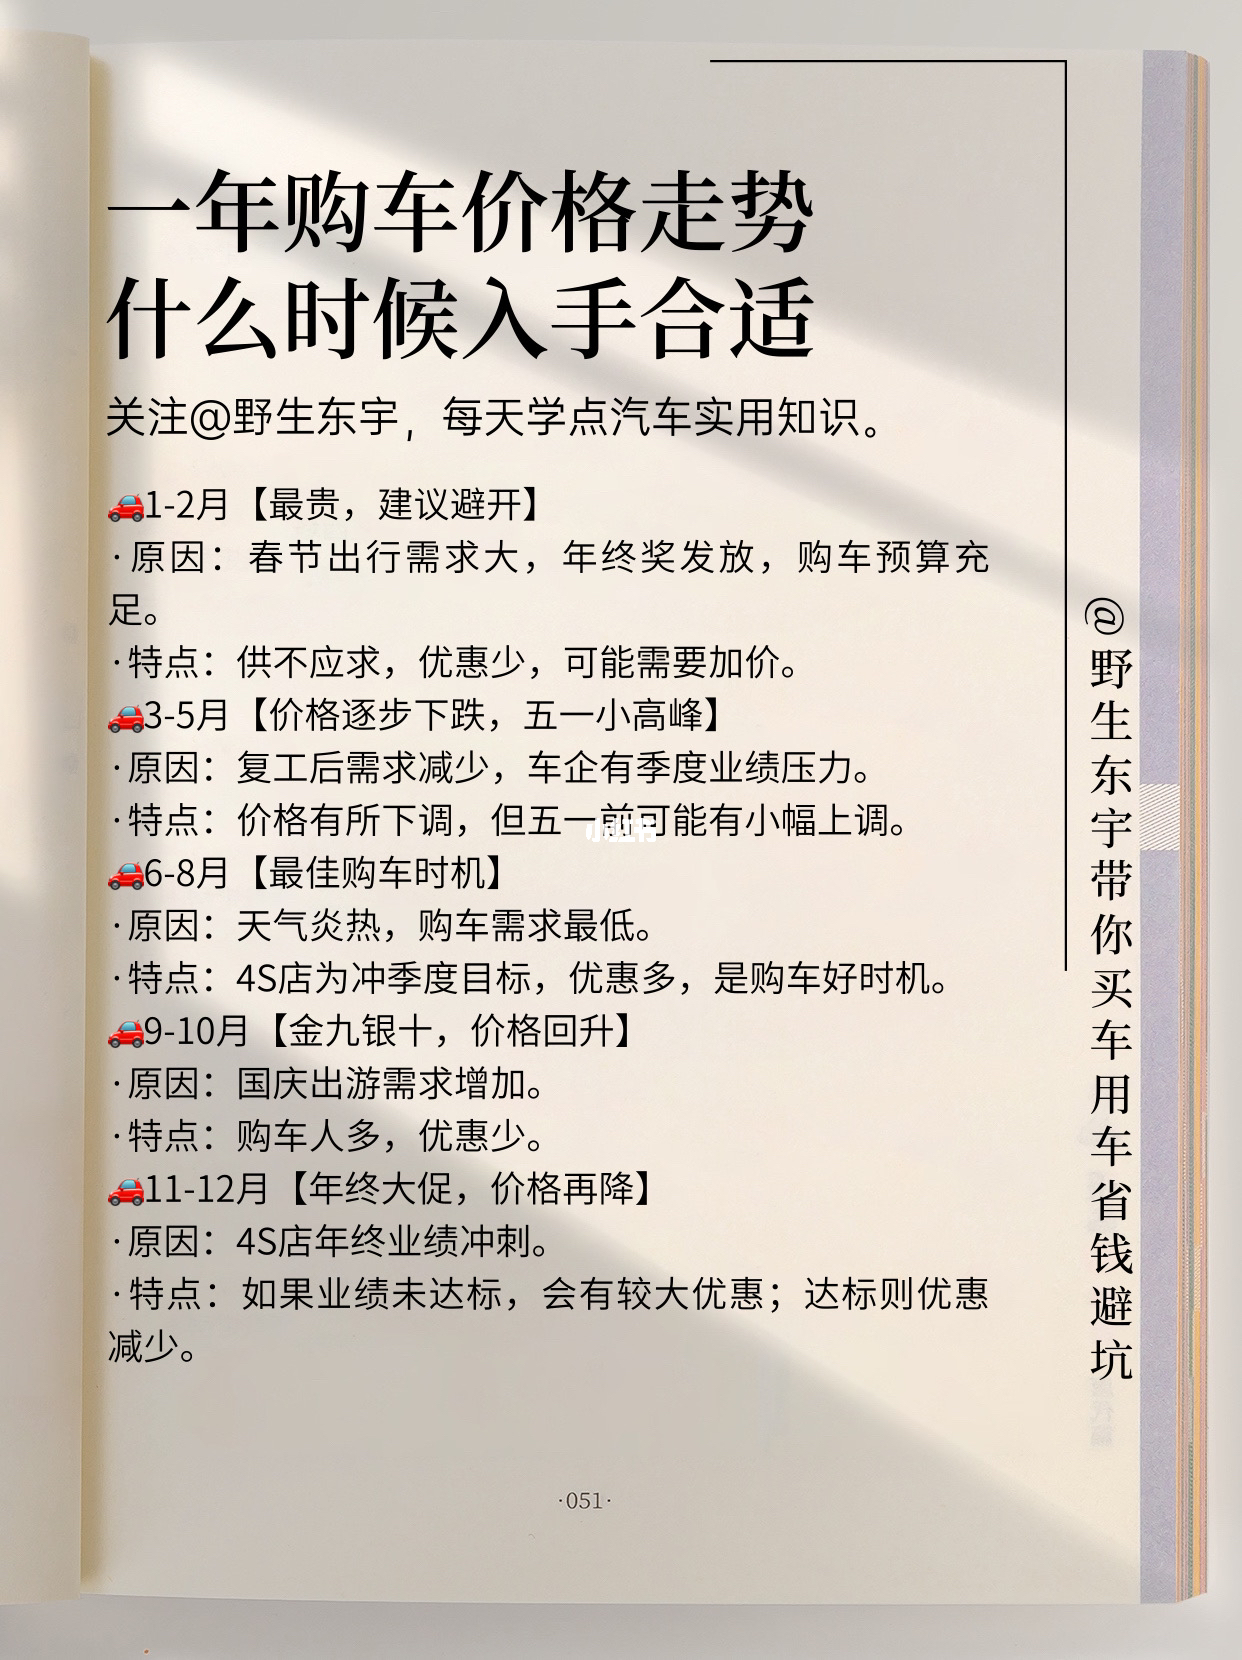 一年购车价格走势
什么时候入手合适
关注@野生东宇，每天学点汽车实用知识。
🚗1-2月【最贵，建议避开】
·原因：春节出行需求大，年终奖发放，购车预算充
足。
·特点：供不应求，优惠少，可能需要加价。
🚗3-5月【价格逐步下跌，五一小高峰】
·原因：复工后需求减少，车企有季度业绩压力。
·特点：价格有所下调，但五一前可能有小幅上调。
小红书
🚗6-8月【最佳购车时机】
·原因：天气炎热，购车需求最低。
·特点：4S店为冲季度目标，优惠多，是购车好时机。
🚗9-10月【金九银十，价格回升】
·原因：国庆出游需求增加。
·特点：购车人多，优惠少。
🚗11-12月【年终大促，价格再降】
·原因：4S店年终业绩冲刺。
·特点：如果业绩未达标，会有较大优惠；达标则优惠
减少。
@野生东宇带你买车用车省钱避坑
·051·